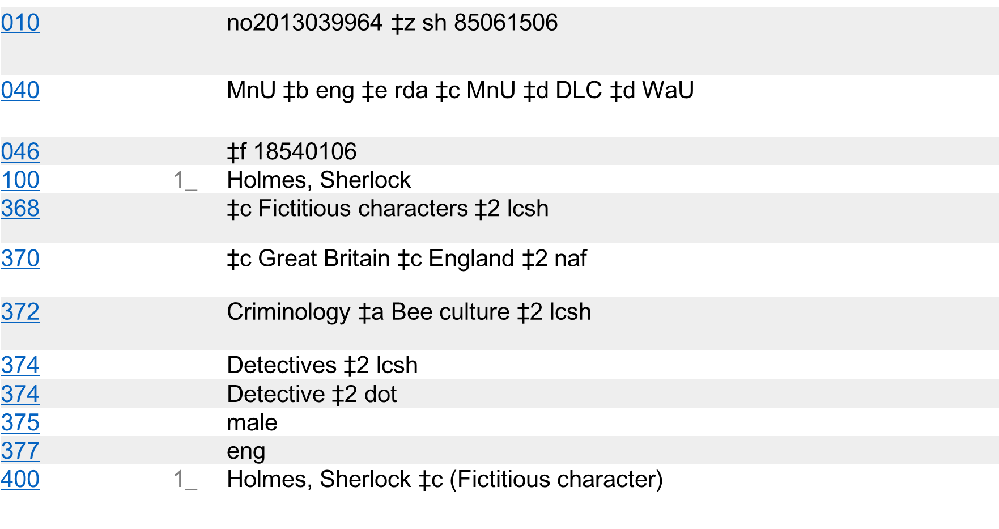 010 no2013039964 ‡z sh 85061506
040 MnU ‡b eng ‡e rda ‡c MnU ‡d DLC ‡d WaU
046 ‡f 18540106
100 1_ Holmes, Sherlock
368 ‡c Fictitious characters ‡2 lcsh
370 ‡c Great Britain ‡c England ‡2 naf
372 Criminology ‡a Bee culture ‡2 lcsh
374 Detectives ‡2 lcsh
374 Detective ‡2 dot
375 male
377 eng
400 1_ Holmes, Sherlock ‡c (Fictitious character)